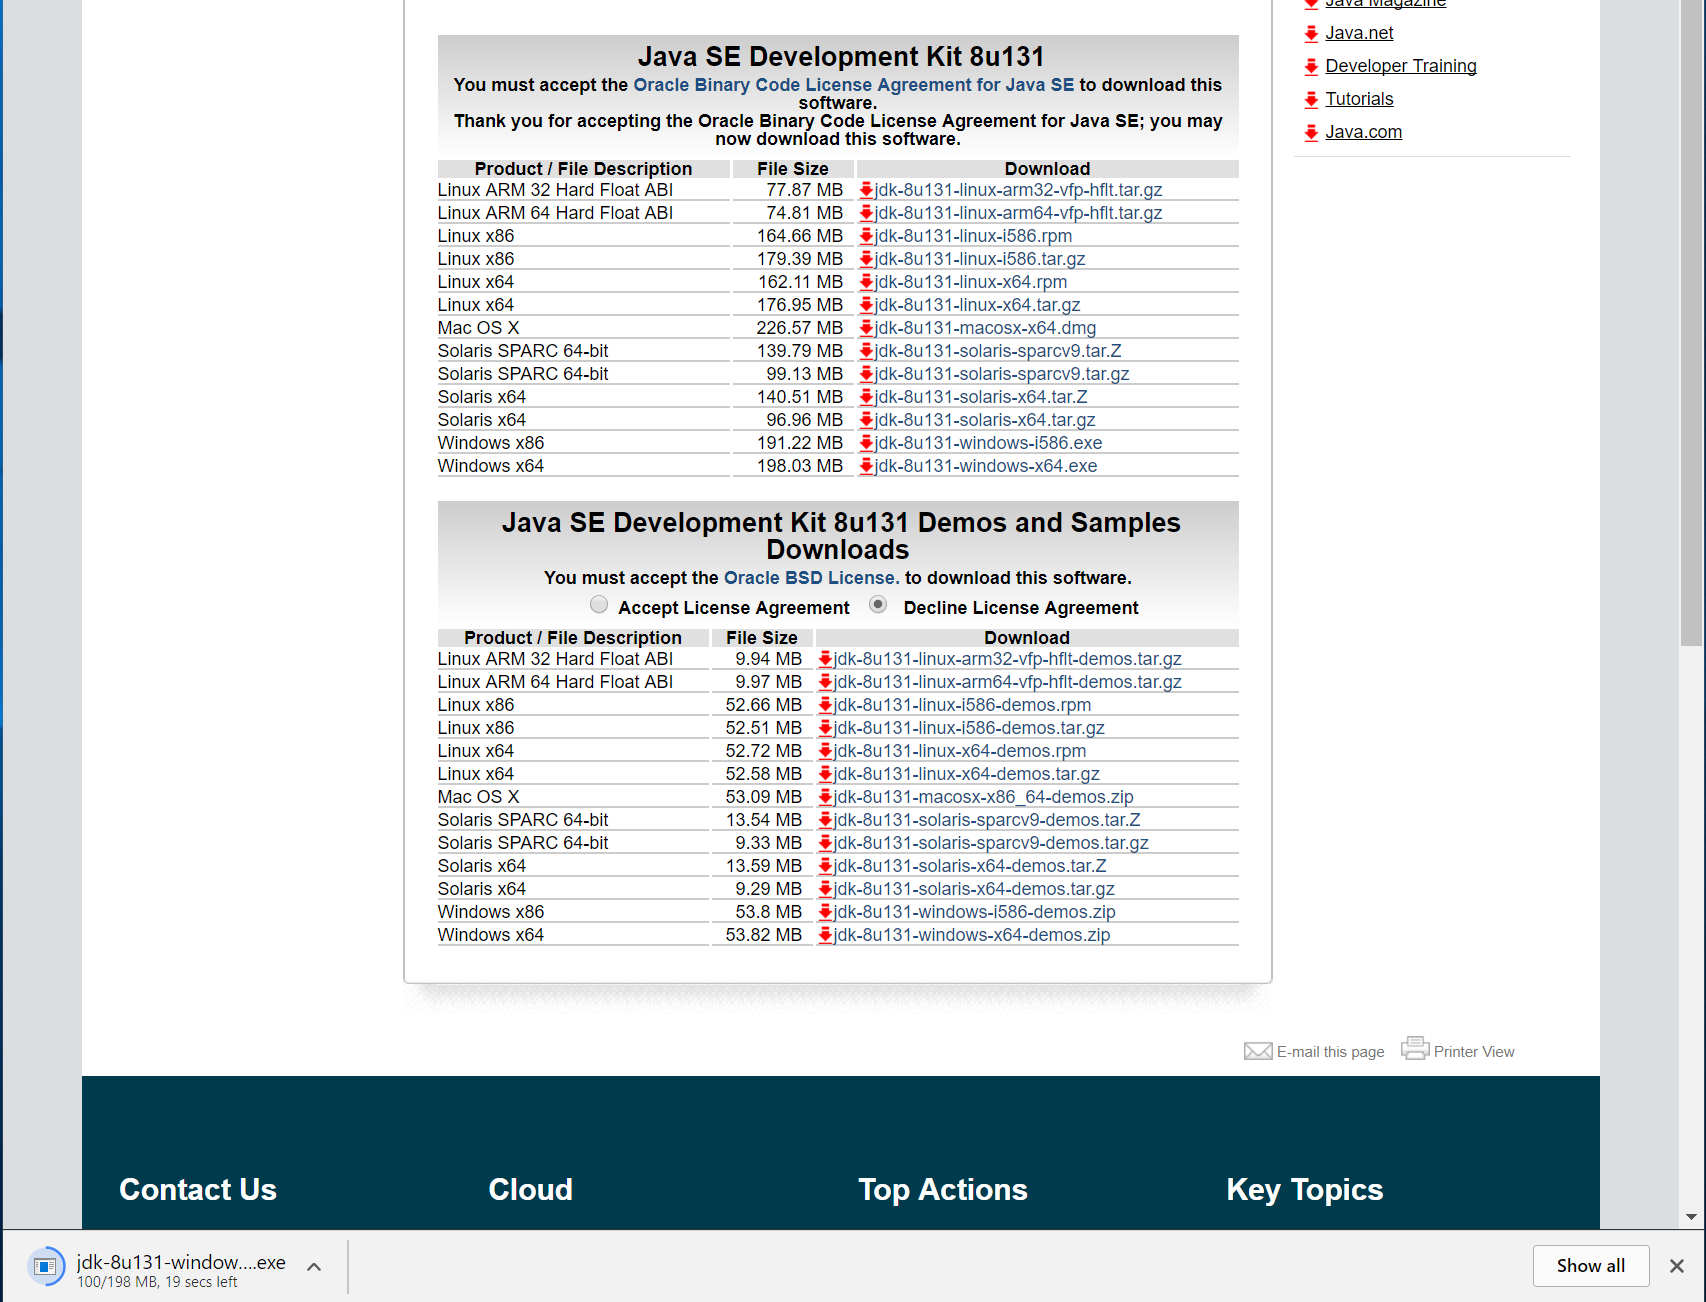 Java Magazine
Java.net
Developer Training
Tutorials
Java.com
Java SE Development Kit 8u131
You must accept the Oracle Binary Code License Agreement for Java SE to download this
software.
Thank you for accepting the Oracle Binary Code License Agreement for Java SE; you may
now download this software.
Product / File Description File Size Download
Linux ARM 32 Hard Float ABI 77.87 MB jdk-8u131-linux-arm32-vfp-hflt.tar.gz
Linux ARM 64 Hard Float ABI 74.81 MB jdk-8u131-linux-arm64-vfp-hflt.tar.gz
Linux x86 164.66 MB jdk-8u131-linux-i586.rpm
Linux x86 179.39 MB jdk-8u131-linux-i586.tar.gz
Linux x64 162.11 MB jdk-8u131-linux-x64.rpm
Linux x64 176.95 MB jdk-8u131-linux-x64.tar.gz
Mac OS X 226.57 MB jdk-8u131-macosx-x64.dmg
Solaris SPARC 64-bit 139.79 MB jdk-8u131-solaris-sparcv9.tar.Z
Solaris SPARC 64-bit 99.13 MB jdk-8u131-solaris-sparcv9.tar.gz
Solaris x64 140.51 MB jdk-8u131-solaris-x64.tar.Z
Solaris x64 96.96 MB jdk-8u131-solaris-x64.tar.gz
Windows x86 191.22 MB jdk-8u131-windows-i586.exe
Windows x64 198.03 MB jdk-8u131-windows-x64.exe
Java SE Development Kit 8u131 Demos and Samples
Downloads
You must accept the Oracle BSD License. to download this software.
Accept License Agreement Decline License Agreement
Product / File Description File Size Download
Linux ARM 32 Hard Float ABI 9.94 MB jdk-8u131-linux-arm32-vfp-hflt-demos.tar.gz
Linux ARM 64 Hard Float ABI 9.97 MB jdk-8u131-linux-arm64-vfp-hflt-demos.tar.gz
Linux x86 52.66 MB jdk-8u131-linux-i586-demos.rpm
Linux x86 52.51 MB jdk-8u131-linux-i586-demos.tar.gz
Linux x64 52.72 MB jdk-8u131-linux-x64-demos.rpm
Linux x64 52.58 MB jdk-8u131-linux-x64-demos.tar.gz
Mac OS X 53.09 MB jdk-8u131-macosx-x86_64-demos.zip
Solaris SPARC 64-bit 13.54 MB jdk-8u131-solaris-sparcv9-demos.tar.Z
Solaris SPARC 64-bit 9.33 MB jdk-8u131-solaris-sparcv9-demos.tar.gz
Solaris x64 13.59 MB jdk-8u131-solaris-x64-demos.tar.Z
Solaris x64 9.29 MB jdk-8u131-solaris-x64-demos.tar.gz
Windows x86 53.8 MB jdk-8u131-windows-i586-demos.zip
Windows x64 53.82 MB jdk-8u131-windows-x64-demos.zip
E-mail this page Printer View
Contact Us Cloud Top Actions Key Topics
jdk-8u131-window....exe
100/198 MB, 19 secs left
Show all